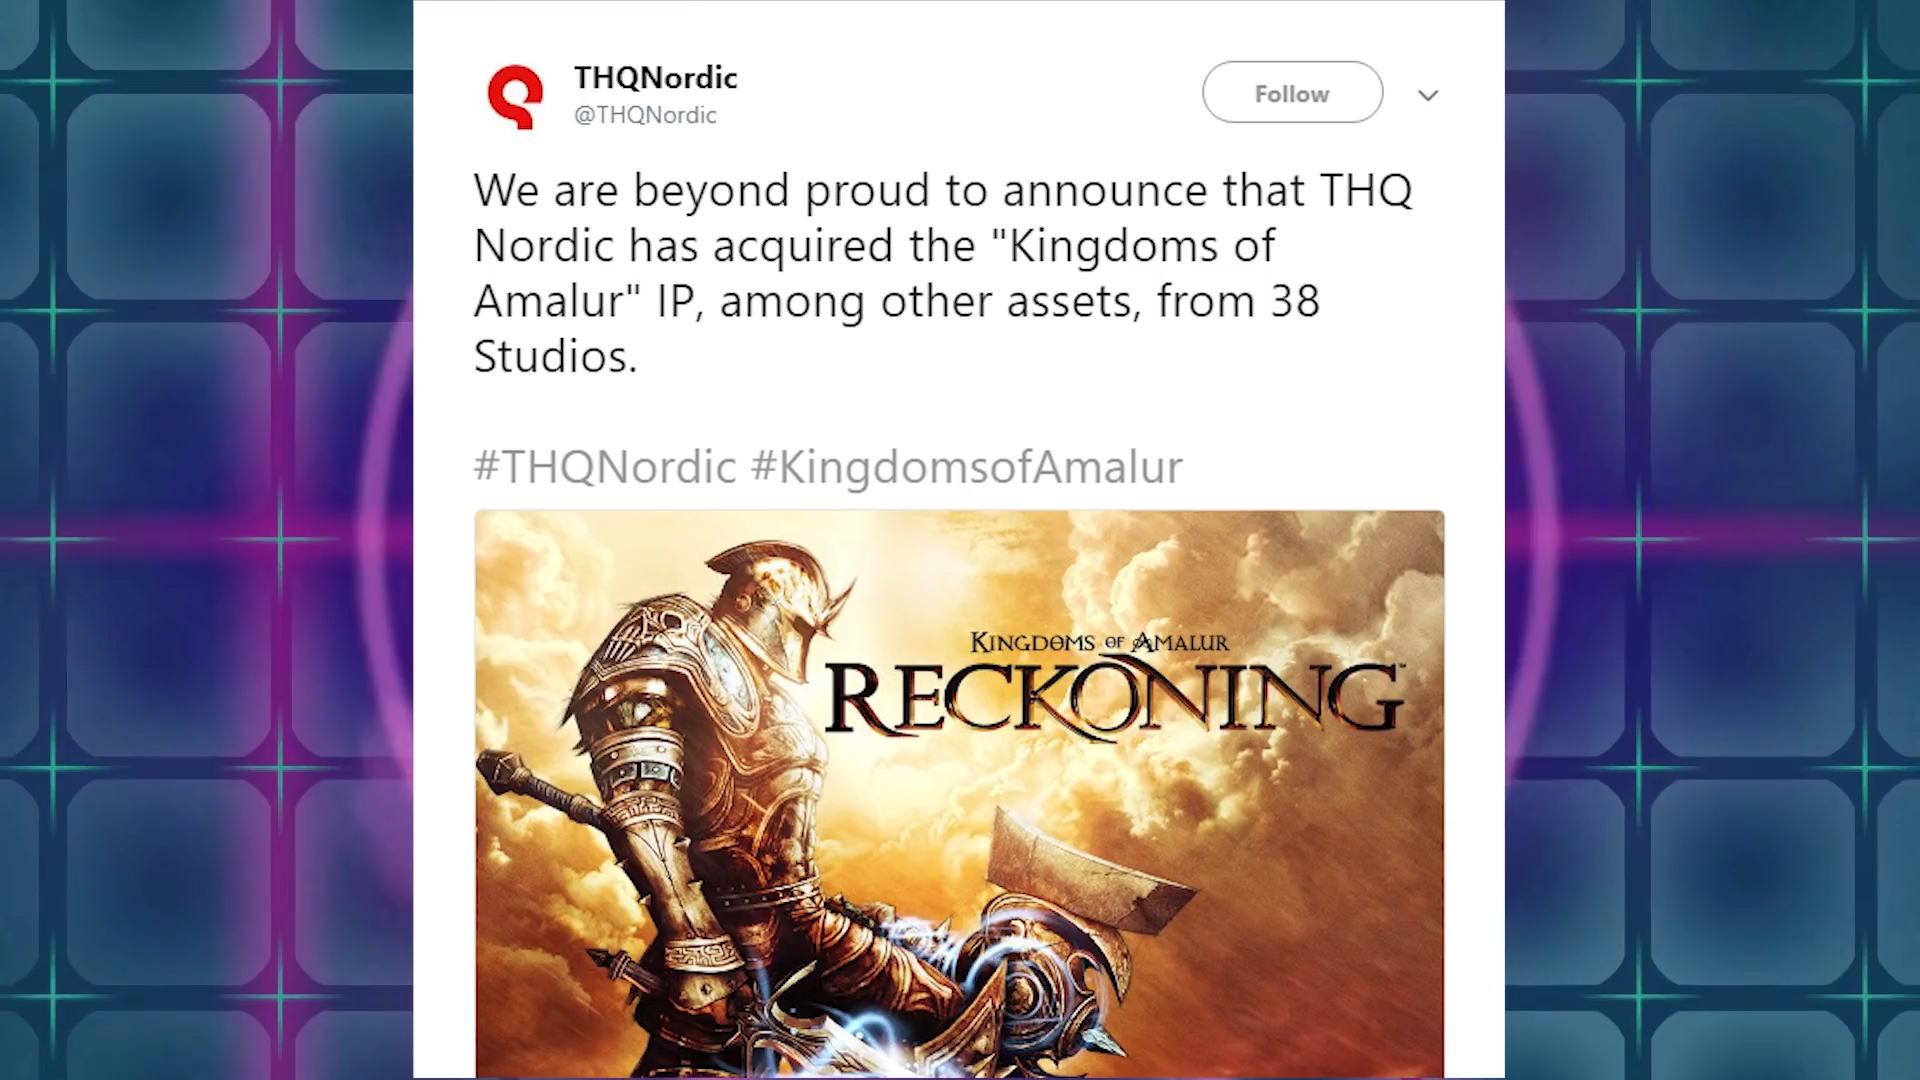 THQNordic
@THQNordic
Follow
We are beyond proud to announce that THQ
Nordic has acquired the "Kingdoms of
Amalur" IP, among other assets, from 38
Studios.
#THQNordic #KingdomsofAmalur
KINGDOMS OF AMALUR
RECKONING